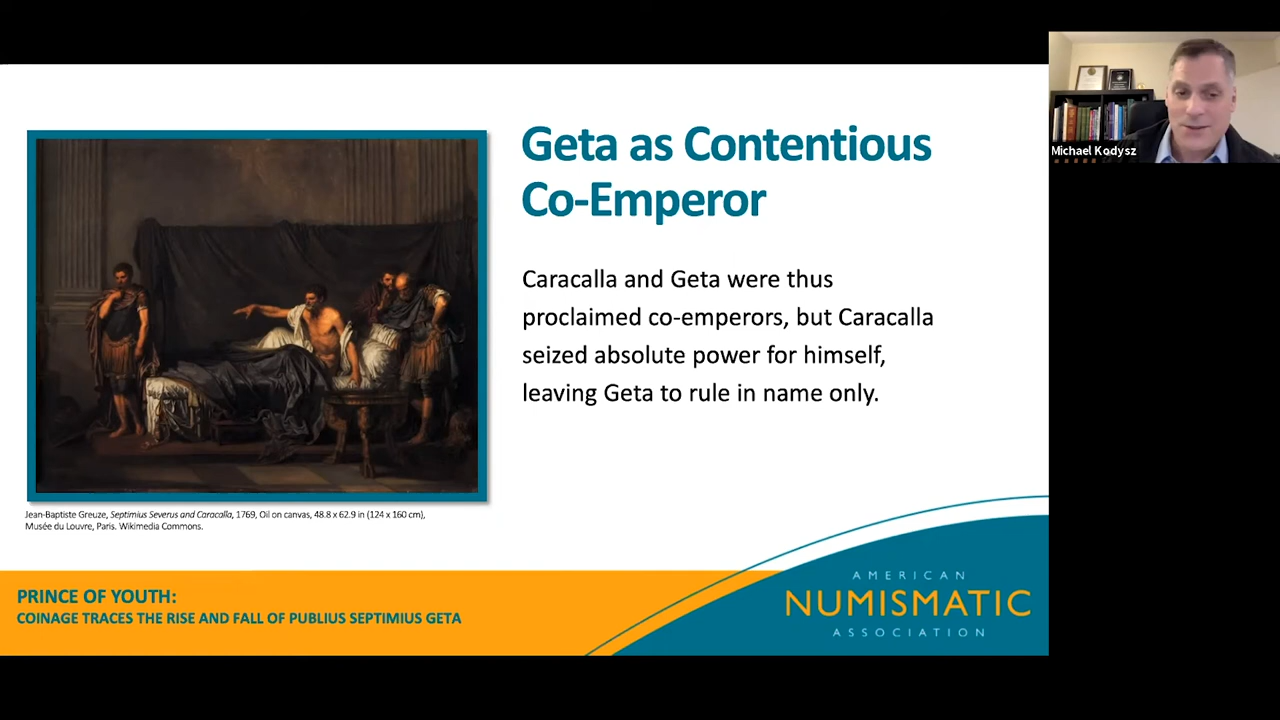 Geta as Contentious
Co-Emperor
Caracalla and Geta were thus
proclaimed co-emperors, but Caracalla
seized absolute power for himself,
leaving Geta to rule in name only.
Jean-Baptiste Greuze, Septimius Severus and Caracalla, 1769, Oil on canvas, 48.8 x 62.9 in (124 x 160 cm),
Musée du Louvre, Paris. Wikimedia Commons.
PRINCE OF YOUTH:
COINAGE TRACES THE RISE AND FALL OF PUBLIUS SEPTIMIUS GETA
AMERICAN
NUMISMATIC
ASSOCIATION
Michael Kodysz